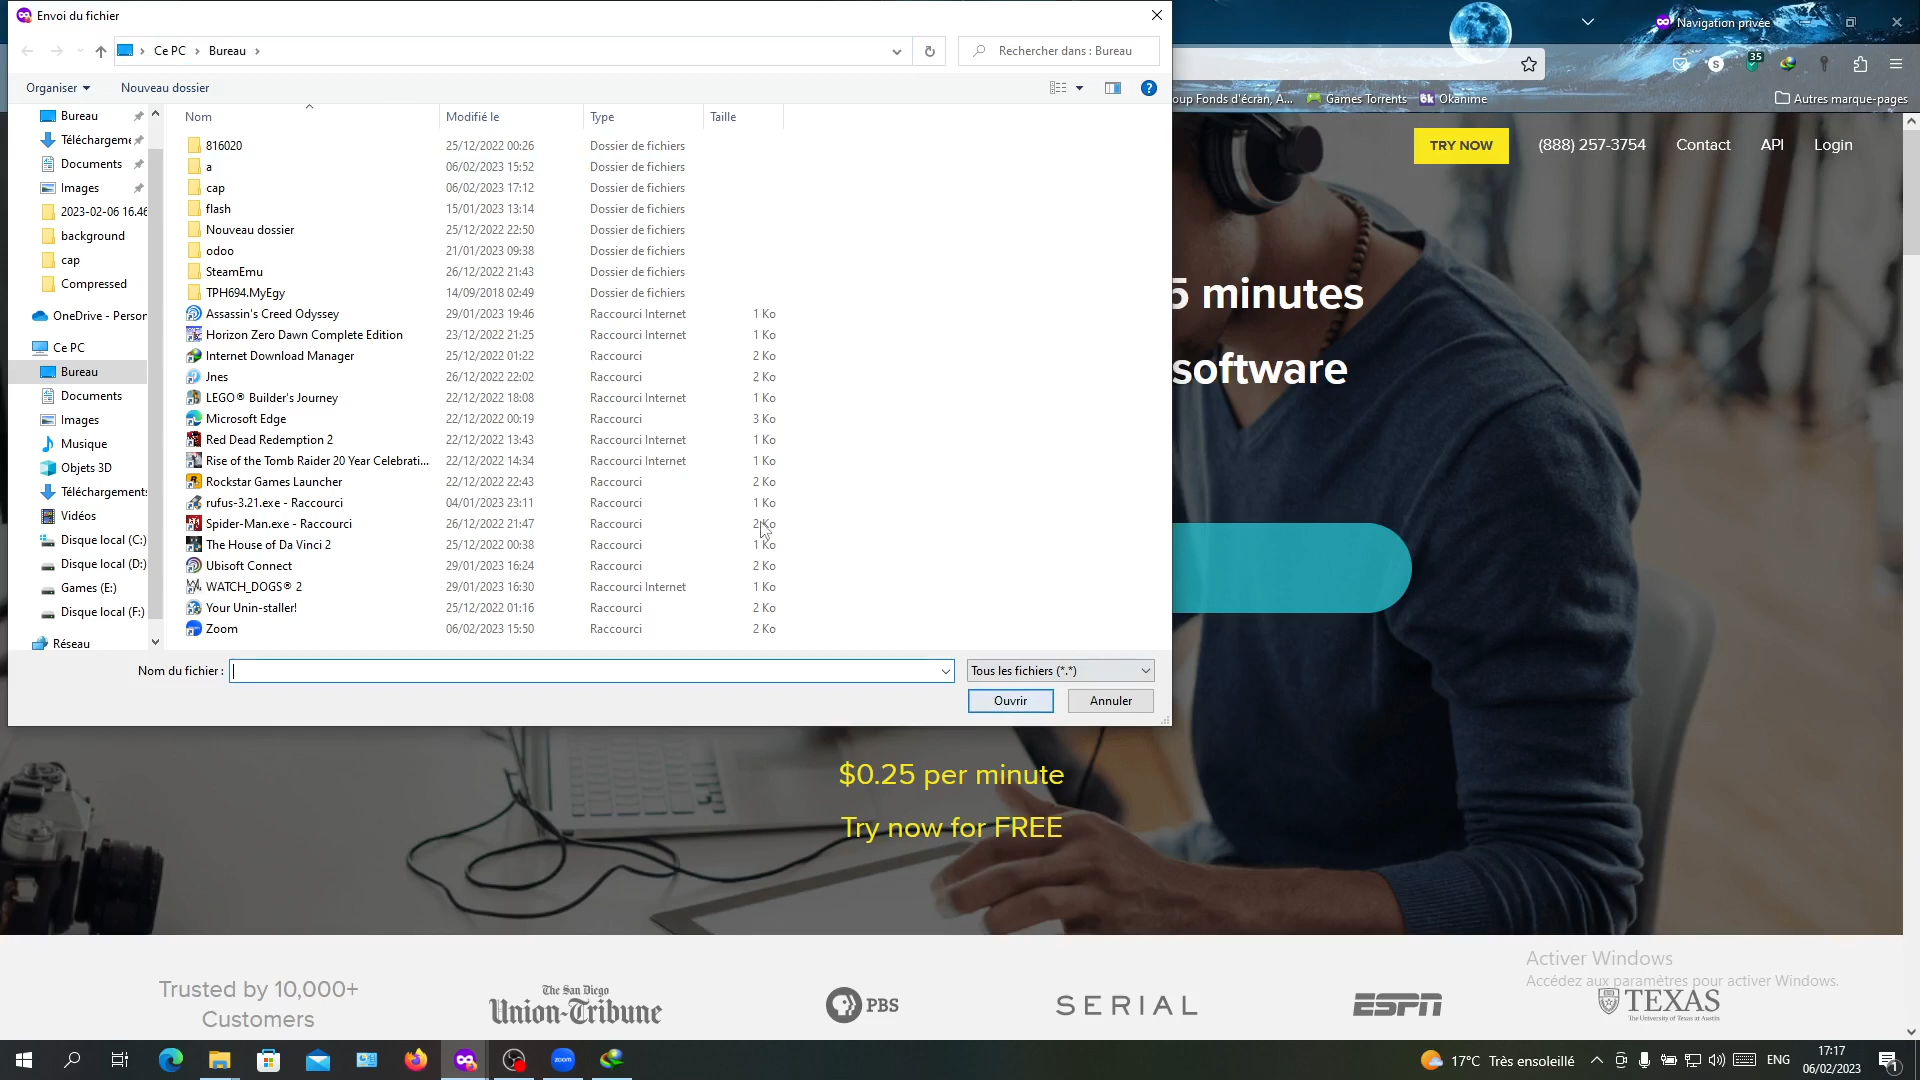 Envoi du fichier
Navigation privée
Ce PC
Bureau
Rechercher dans : Bureau
35
Organiser
Nouveau dossier
oup Fonds d'écran, A...
Games Torrents
Okanime
Autres marque-pages
Bureau
Téléchargeme
Documents
Images
2023-02-06 16.46
background
cap
Compressed
OneDrive - Person
Ce PC
Bureau
Documents
Images
Musique
Objets 3D
Téléchargements
Vidéos
Disque local (C:)
Disque local (D:)
Games (E:)
Disque local (F:)
Réseau
Nom Modifié le Type Taille
816020 25/12/2022 00:26 Dossier de fichiers
a 06/02/2023 15:52 Dossier de fichiers
cap 06/02/2023 17:12 Dossier de fichiers
flash 15/01/2023 13:14 Dossier de fichiers
Nouveau dossier 25/12/2022 22:50 Dossier de fichiers
odoo 21/01/2023 09:38 Dossier de fichiers
SteamEmu 26/12/2022 21:43 Dossier de fichiers
TPH694.MyEgy 14/09/2018 02:49 Dossier de fichiers
Assassin's Creed Odyssey 29/01/2023 19:46 Raccourci Internet 1 Ko
Horizon Zero Dawn Complete Edition 23/12/2022 21:25 Raccourci Internet 1 Ko
Internet Download Manager 25/12/2022 01:22 Raccourci 2 Ko
Jnes 26/12/2022 22:02 Raccourci 2 Ko
LEGO® Builder's Journey 22/12/2022 18:08 Raccourci Internet 1 Ko
Microsoft Edge 22/12/2022 00:19 Raccourci 3 Ko
Red Dead Redemption 2 22/12/2022 13:43 Raccourci Internet 1 Ko
Rise of the Tomb Raider 20 Year Celebrati... 22/12/2022 14:34 Raccourci Internet 1 Ko
Rockstar Games Launcher 22/12/2022 22:43 Raccourci 2 Ko
rufus-3.21.exe - Raccourci 04/01/2023 23:11 Raccourci 1 Ko
Spider-Man.exe - Raccourci 26/12/2022 21:47 Raccourci 2 Ko
The House of Da Vinci 2 25/12/2022 00:38 Raccourci 1 Ko
Ubisoft Connect 29/01/2023 16:24 Raccourci 2 Ko
WATCH_DOGS® 2 29/01/2023 16:30 Raccourci Internet 1 Ko
Your Unin-staller! 25/12/2022 01:16 Raccourci 2 Ko
Zoom 06/02/2023 15:50 Raccourci 2 Ko
Nom du fichier :
Tous les fichiers (*.*)
Ouvrir
Annuler
TRY NOW
(888) 257-3754
Contact
API
Login
5 minutes
software
$0.25 per minute
Try now for FREE
Trusted by 10,000+
Customers
The San Diego
Union-Tribune
PBS
SERIAL
ESPN
TEXAS
The University of Texas at Austin
Activer Windows
Accédez aux paramètres pour activer Windows.
zoom
17°C Très ensoleillé
ENG
17:17
06/02/2023
1